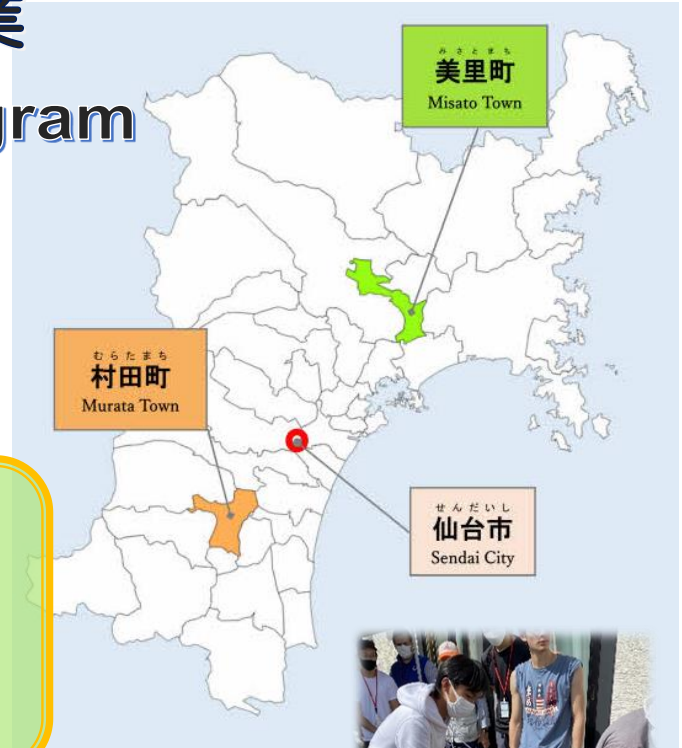 業
gram
みさとまち
美里町
Misato Town
むらたまち
村田町
Murata Town
せんだいし
仙台市
Sendai City